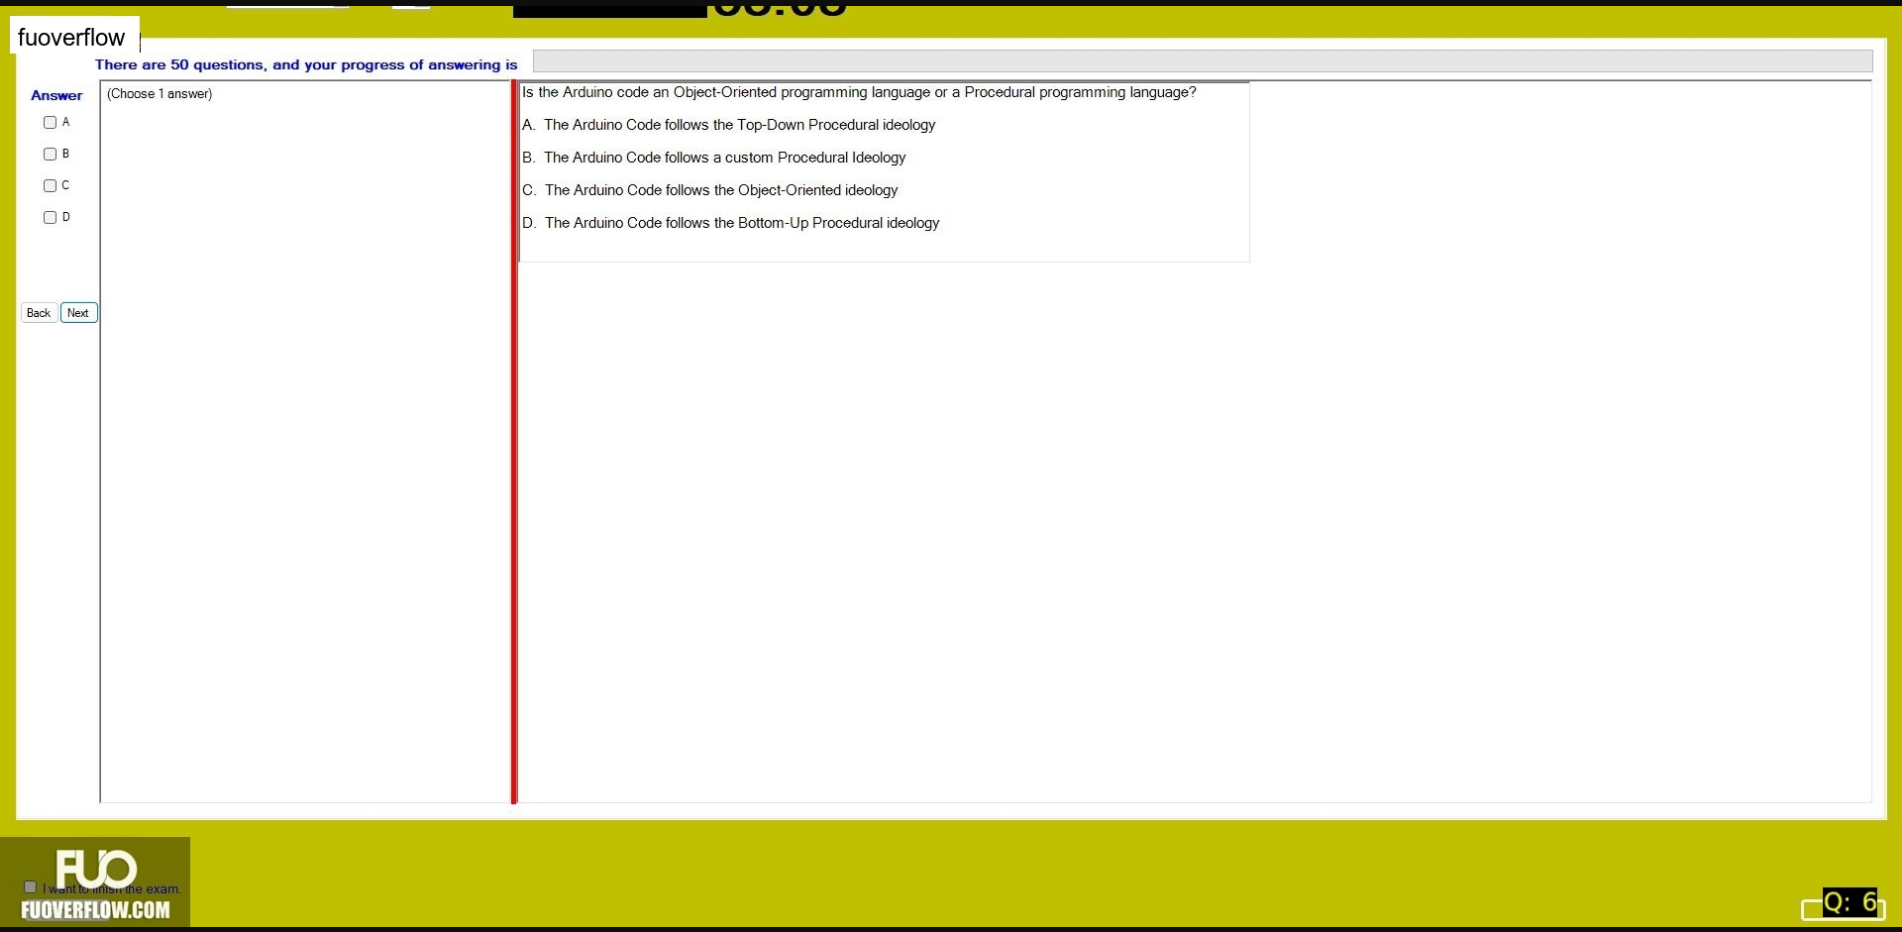 fuoverflow
There are 50 questions, and your progress of answering is
Answer
(Choose 1 answer)
A
B
C
D
Back Next
Is the Arduino code an Object-Oriented programming language or a Procedural programming language?
A. The Arduino Code follows the Top-Down Procedural ideology
B. The Arduino Code follows a custom Procedural Ideology
C. The Arduino Code follows the Object-Oriented ideology
D. The Arduino Code follows the Bottom-Up Procedural ideology
FUO
I want to finish the exam.
FUOVERFLOW.COM
Q: 6